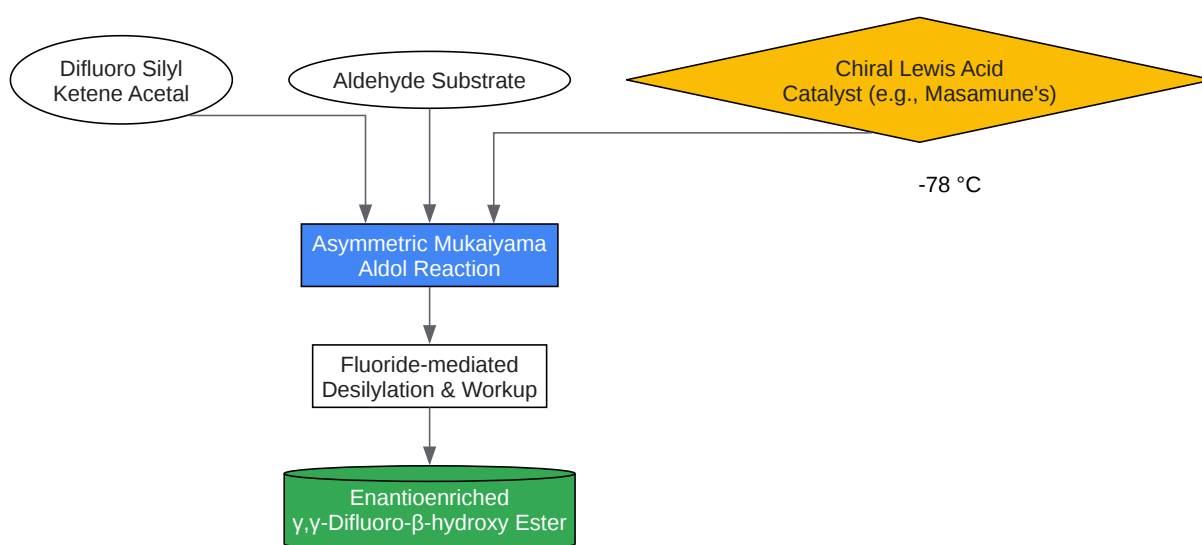 Difluoro Silyl
Ketene Acetal
Aldehyde Substrate
Chiral Lewis Acid
Catalyst (e.g., Masamune's)
-78 °C
Asymmetric Mukaiyama
Aldol Reaction
Fluoride-mediated
Desilylation & Workup
Enantioenriched
γ,γ-Difluoro-β-hydroxy Ester